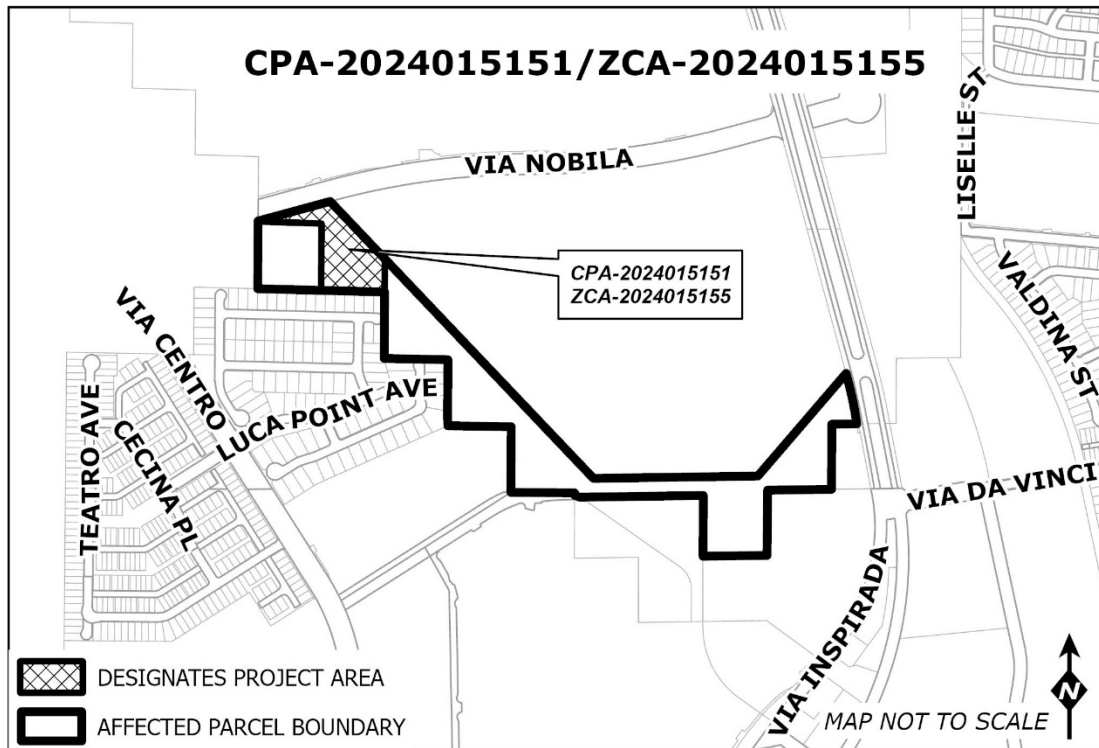 CPA-2024015151/ZCA-2024015155
VIA NOBILA
LISELLE ST
CPA-2024015151
ZCA-2024015155
VALDINA ST
VIA CENTRO
LUCA POINT AVE
TEATRO AVE
CECINA PL
VIA DA VINCI
VIA INSPIRADA
DESIGNATES PROJECT AREA
AFFECTED PARCEL BOUNDARY
MAP NOT TO SCALE
N